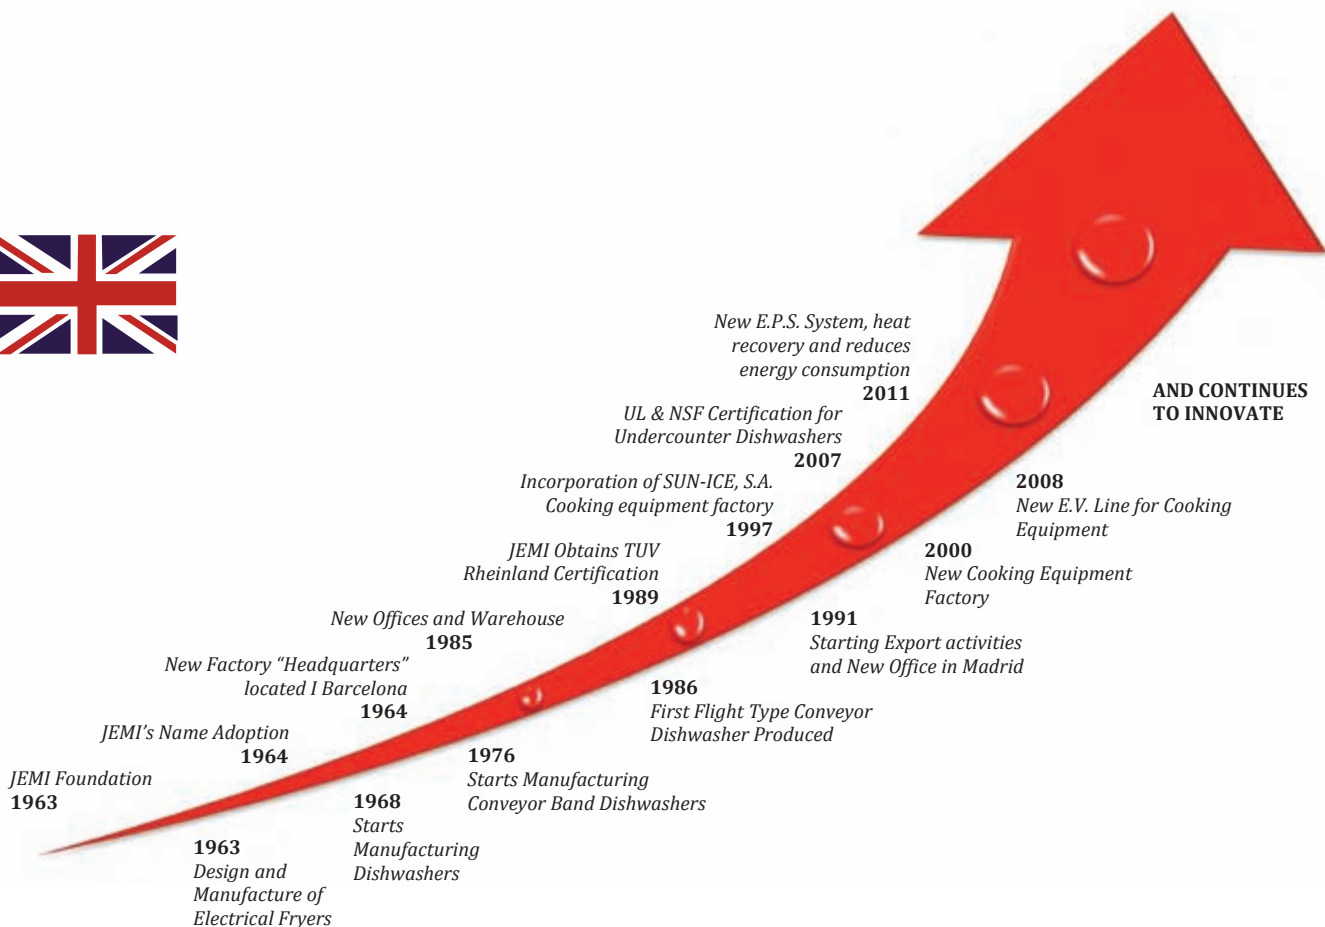 New E.P.S. System, heat
recovery and reduces
energy consumption
2011
AND CONTINUES
TO INNOVATE
UL & NSF Certification for
Undercounter Dishwashers
2007
Incorporation of SUN-ICE, S.A.
Cooking equipment factory
1997
2008
New E.V. Line for Cooking
Equipment
JEMI Obtains TUV
Rheinland Certification
1989
2000
New Cooking Equipment
Factory
New Offices and Warehouse
1985
1991
Starting Export activities
and New Office in Madrid
New Factory “Headquarters”
located I Barcelona
1964
1986
First Flight Type Conveyor
Dishwasher Produced
JEMI’s Name Adoption
1964
1976
Starts Manufacturing
Conveyor Band Dishwashers
JEMI Foundation
1963
1968
Starts
Manufacturing
Dishwashers
1963
Design and
Manufacture of
Electrical Fryers